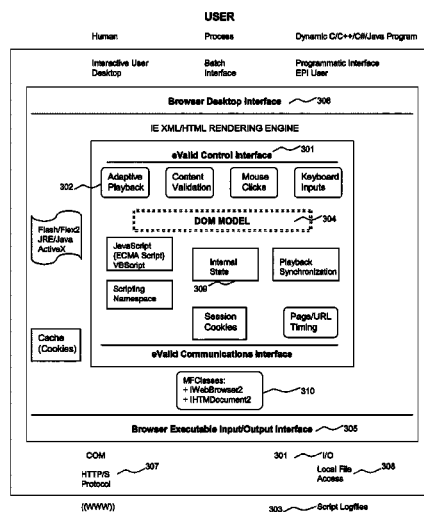 USER
Human Process Dynamic C/C++/C#/Java Program
Interactive User Desktop
Batch Interface
Programmatic Interface EPI User
Browser Desktop Interface 306
IE XML/HTML RENDERING ENGINE
eValid Control Interface 301
302
Adaptive Playback
Content Validation
Mouse Clicks
Keyboard Inputs
DOM MODEL 304
Flash/Flex2
JRE/Java
ActiveX
JavaScript
{ECMA Script}
VBScript
Internal State
309
Playback Synchronization
Scripting Namespace
Session Cookies
Page/URL Timing
Cache (Cookies)
eValid Communications Interface
MFClasses:
+ IWebBrowser2
+ IHTMDocument2
310
Browser Executable Input/Output Interface 305
COM 301 I/O
HTTP/S Protocol 307
Local File Access 308
{(WWW)} 303 Script Logfiles